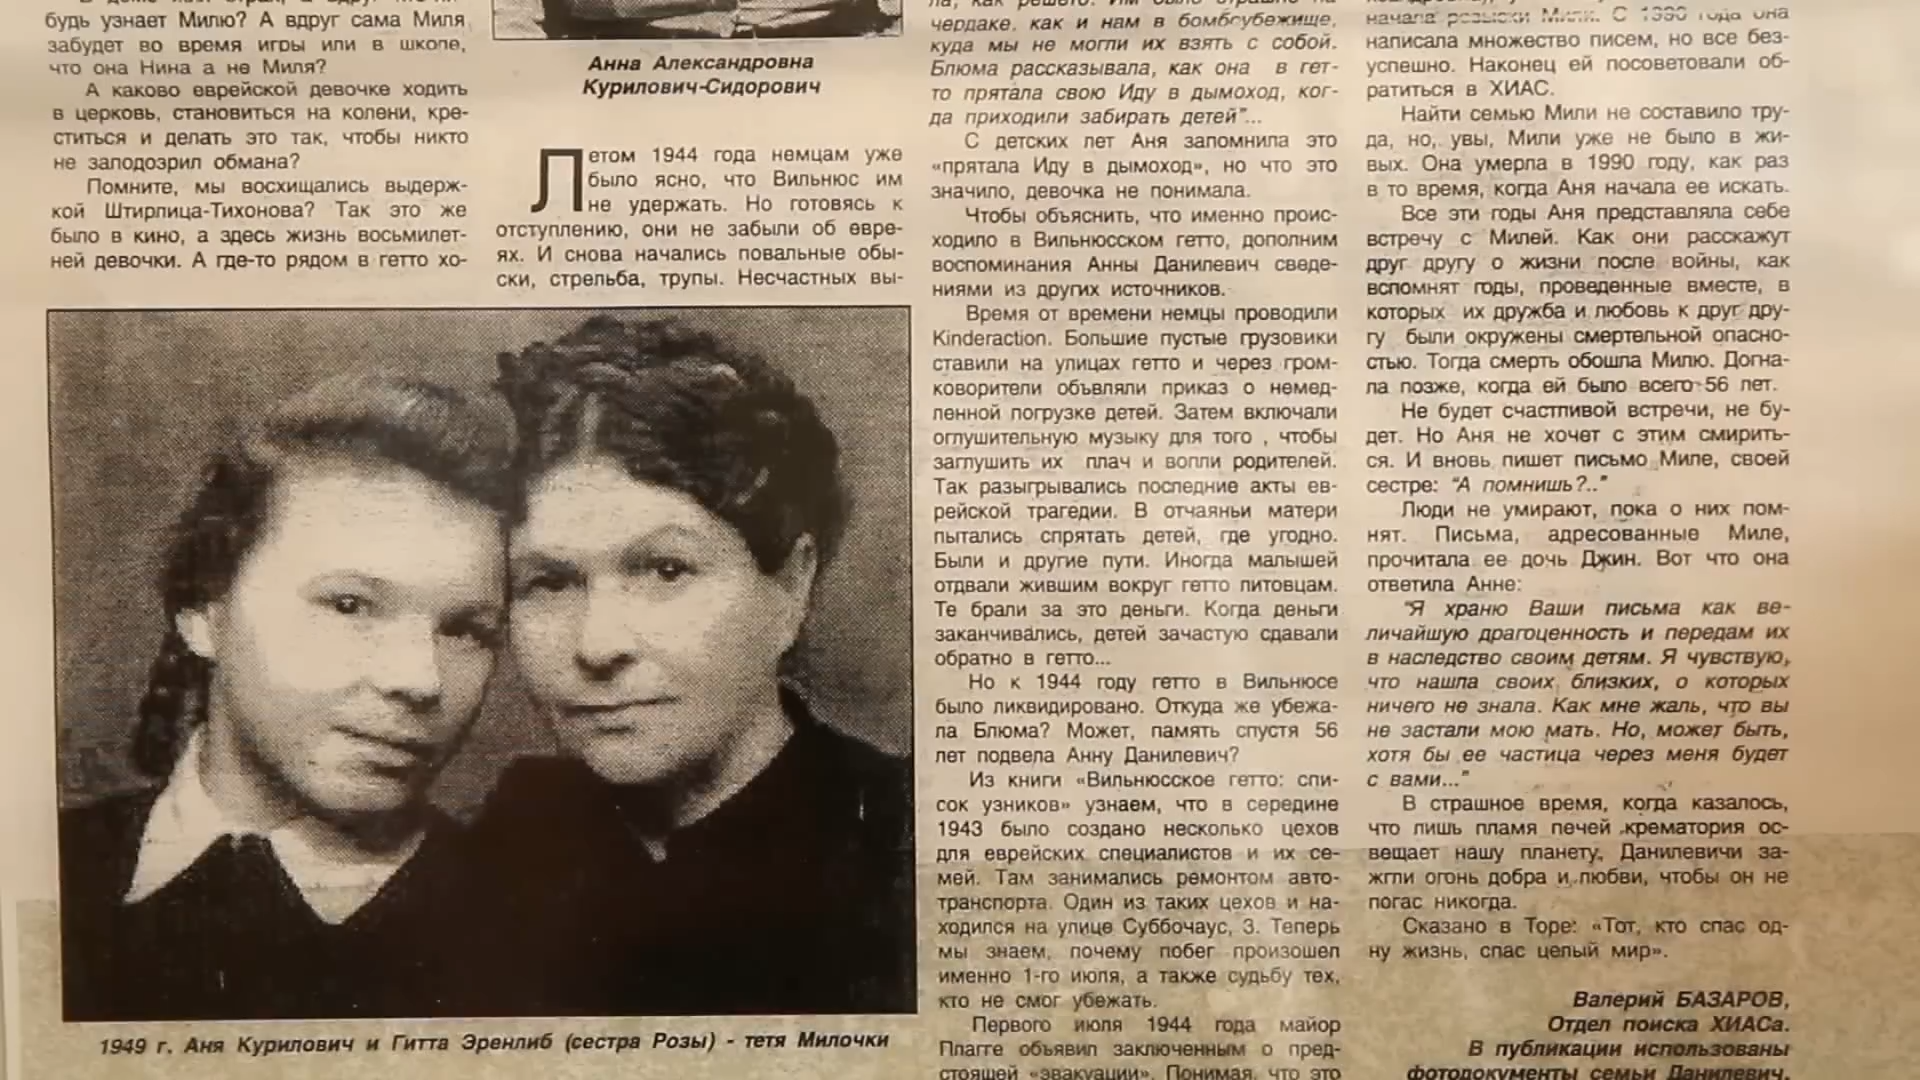 будь узнает Милю? А вдруг сама Миля
забудет во время игры или в школе,
что она Нина а не Миля?
А каково еврейской девочке ходить
в церковь, становиться на колени, кре-
ститься и делать это так, чтобы никто
не заподозрил обмана?
Помните, мы восхищались выдерж-
кой Штирлица-Тихонова? Так это же
было в кино, а здесь жизнь восьмилет-
ней девочки. А где-то рядом в гетто хо-
Анна Александровна
Курилович-Сидорович
Летом 1944 года немцам уже
было ясно, что Вильнюс им
не удержать. Но готовясь к
отступлению, они не забыли об евре-
ях. И снова начались повальные обы-
ски, стрельба, трупы. Несчастных вы-
1949 г. Аня Курилович и Гитта Эренлиб (сестра Розы) - тетя Милочки
ла, как решето. Им было страшно на
чердаке, как и нам в бомбоубежище,
куда мы не могли их взять с собой.
Блюма рассказывала, как она в гет-
то прятала свою Иду в дымоход, ког-
да приходили забирать детей"...
С детских лет Аня запомнила это
«прятала Иду в дымоход», но что это
значило, девочка не понимала.
Чтобы объяснить, что именно проис-
ходило в Вильнюсском гетто, дополним
воспоминания Анны Данилевич сведе-
ниями из других источников.
Время от времени немцы проводили
Kinderaction. Большие пустые грузовики
ставили на улицах гетто и через гром-
коворители объвляли приказ о немед-
ленной погрузке детей. Затем включали
оглушительную музыку для того , чтобы
заглушить их плач и вопли родителей.
Так разыгрывались последние акты ев-
рейской трагедии. В отчаяньи матери
пытались спрятать детей, где угодно.
Были и другие пути. Иногда малышей
отдвали жившим вокруг гетто литовцам.
Те брали за это деньги. Когда деньги
заканчивались, детей зачастую сдавали
обратно в гетто...
Но к 1944 году гетто в Вильнюсе
было ликвидировано. Откуда же убежа-
ла Блюма? Может, память спустя 56
лет подвела Анну Данилевич?
Из книги «Вильнюсское гетто: спи-
сок узников» узнаем, что в середине
1943 было создано несколько цехов
для еврейских специалистов и их се-
мей. Там занимались ремонтом авто-
транспорта. Один из таких цехов и на-
ходился на улице Суббочаус, 3. Теперь
мы знаем, почему побег произошел
именно 1-го июля, а также судьбу тех,
кто не смог убежать.
Первого июля 1944 года майор
Плагге объявил заключенным о пред-
стоящей «эвакуации». Понимая, что это
начала розыски Мили. С 1990 года она
написала множество писем, но все без-
успешно. Наконец ей посоветовали об-
ратиться в ХИАС.
Найти семью Мили не составило тру-
да, но, увы, Мили уже не было в жи-
вых. Она умерла в 1990 году, как раз
в то время, когда Аня начала ее искать.
Все эти годы Аня представляла себе
встречу с Милей. Как они расскажут
друг другу о жизни после войны, как
вспомнят годы, проведенные вместе, в
которых их дружба и любовь к друг дру-
гу были окружены смертельной опасно-
стью. Тогда смерть обошла Милю. Догна-
ла позже, когда ей было всего 56 лет.
Не будет счастливой встречи, не бу-
дет. Но Аня не хочет с этим смирить-
ся. И вновь пишет письмо Миле, своей
сестре: "А помнишь?.."
Люди не умирают, пока о них пом-
нят. Письма, адресованные Миле,
прочитала ее дочь Джин. Вот что она
ответила Анне:
"Я храню Ваши письма как ве-
личайшую драгоценность и передам их
в наследство своим детям. Я чувствую,
что нашла своих близких, о которых
ничего не знала. Как мне жаль, что вы
не застали мою мать. Но, может быть,
хотя бы ее частица через меня будет
с вами..."
В страшное время, когда казалось,
что лишь пламя печей крематория ос-
вещает нашу планету, Данилевичи за-
жгли огонь добра и любви, чтобы он не
погас никогда.
Сказано в Торе: «Тот, кто спас од-
ну жизнь, спас целый мир».
Валерий БАЗАРОВ,
Отдел поиска ХИАСа.
В публикации использованы
фотодокументы семьи Данилевич.